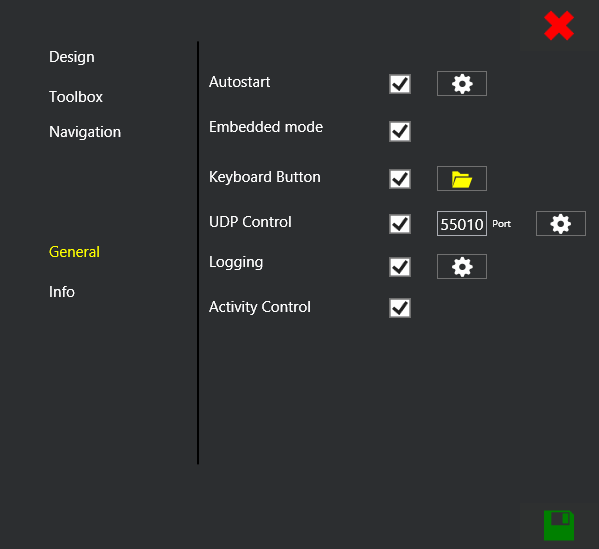 Design
Toolbox
Navigation
General
Info
Autostart
Embedded mode
Keyboard Button
UDP Control 55010 Port
Logging
Activity Control